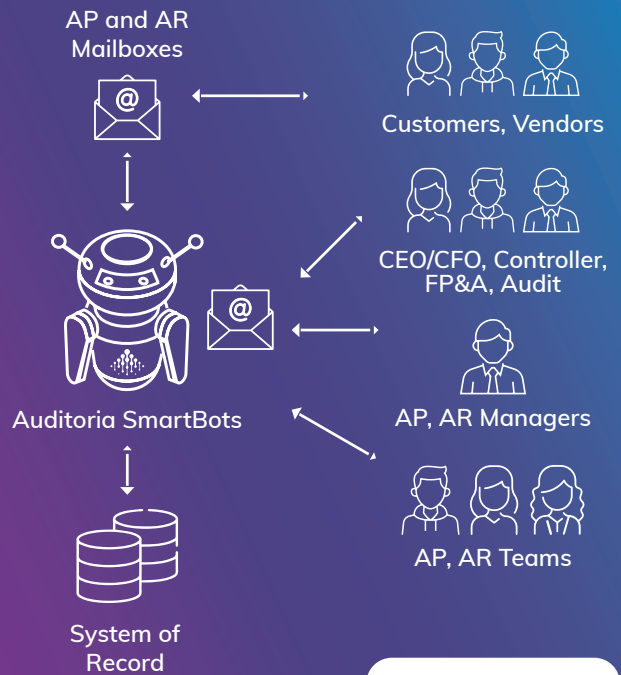 AP and AR
Mailboxes
@
Customers, Vendors
CEO/CFO, Controller,
FP&A, Audit
@
Auditoria SmartBots
AP, AR Managers
AP, AR Teams
System of
Record